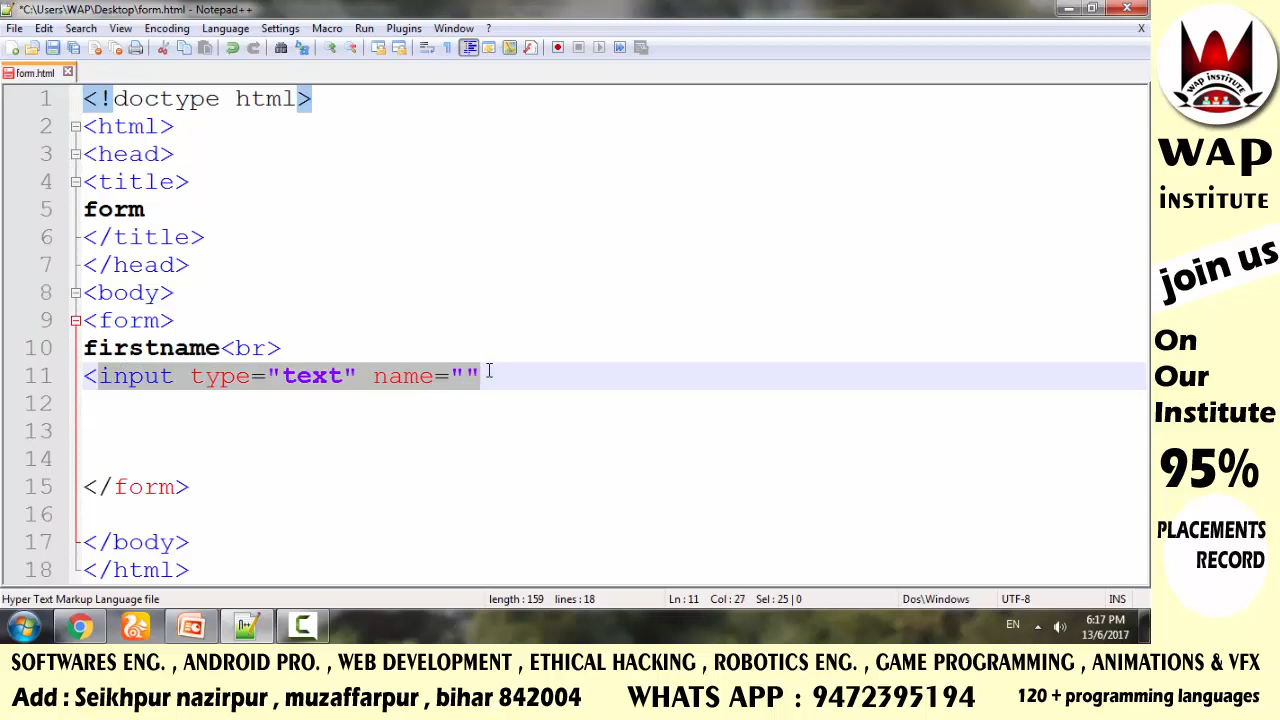 *C:\Users\WAP\Desktop\form.html - Notepad++
File Edit Search View Encoding Language Settings Macro Run Plugins Window ?
X
form.html
1 <!doctype html>
2 <html>
3 <head>
4 <title>
5 form
6 </title>
7 </head>
8 <body>
9 <form>
10 firstname<br>
11 <input type="text" name=""
12
13
14
15 </form>
16
17 </body>
18 </html>
Hyper Text Markup Language file length : 159 lines : 18 Ln : 11 Col : 27 Sel : 25 | 0 Dos\Windows UTF-8 INS
EN 6:17 PM
13/6/2017
WAP INSTITUTE
WAP
INSTITUTE
join us
On
Our
Institute
95%
PLACEMENTS
RECORD
SOFTWARES ENG. , ANDROID PRO. , WEB DEVELOPMENT , ETHICAL HACKING , ROBOTICS ENG. , GAME PROGRAMMING , ANIMATIONS & VFX
Add : Seikhpur nazirpur , muzaffarpur , bihar 842004 WHATS APP : 9472395194 120 + programming languages